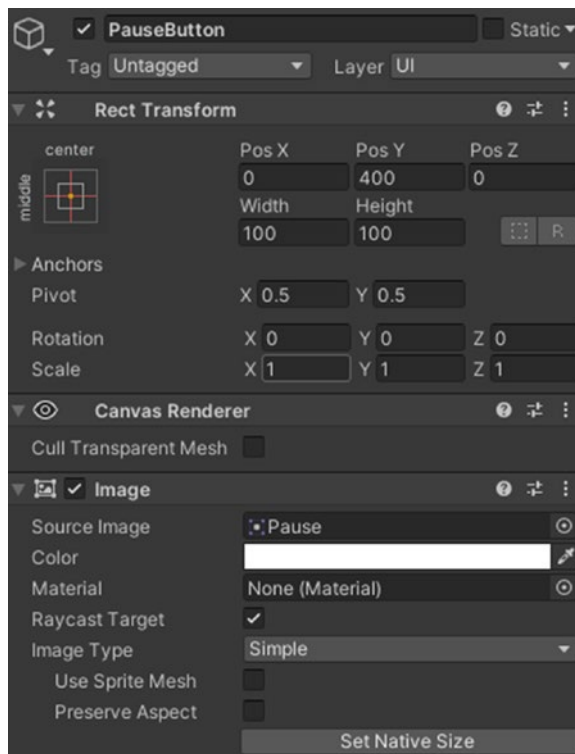 PauseButton Static
Tag Untagged Layer UI
Rect Transform
center Pos X Pos Y Pos Z
middle 0 400 0
Width Height
100 100 R
Anchors
Pivot X 0.5 Y 0.5
Rotation X 0 Y 0 Z 0
Scale X 1 Y 1 Z 1
Canvas Renderer
Cull Transparent Mesh
Image
Source Image Pause
Color
Material None (Material)
Raycast Target
Image Type Simple
Use Sprite Mesh
Preserve Aspect
Set Native Size